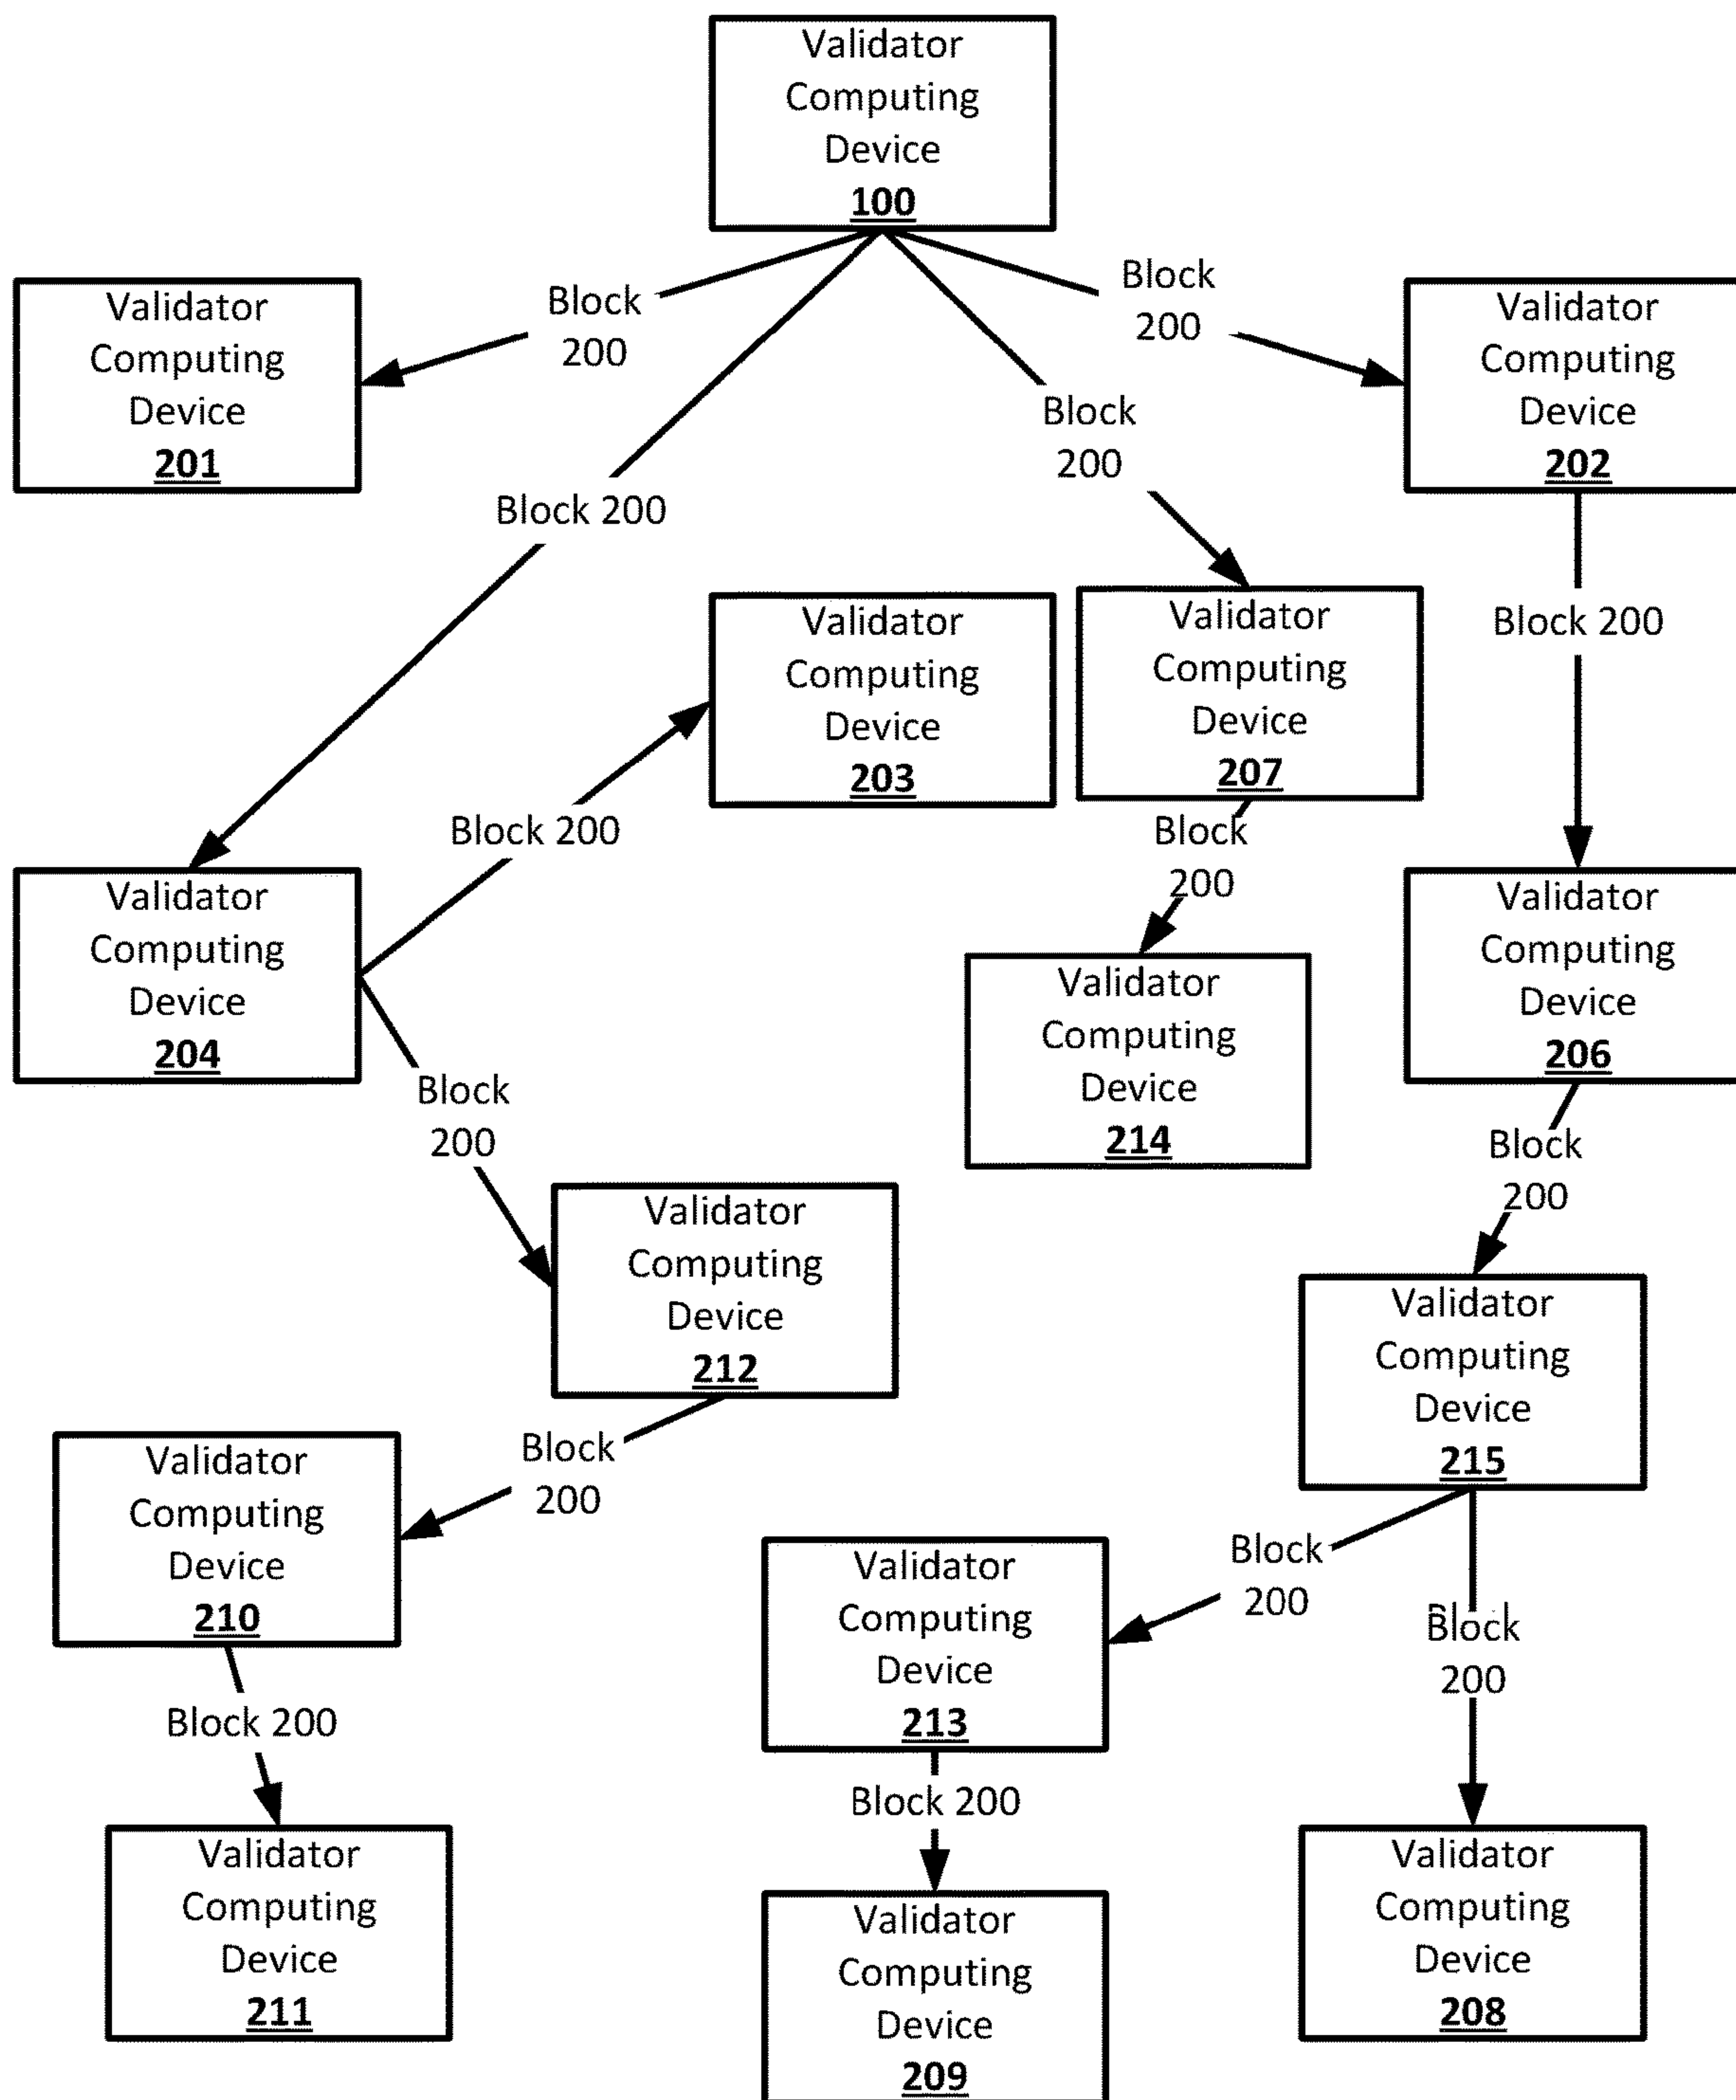 Validator
Computing
Device
100
Block
200
Block
200
Validator
Computing
Device
201
Validator
Computing
Device
202
Block
200
Block 200
Validator
Computing
Device
203
Validator
Computing
Device
207
Block 200
Block 200
Block
200
Validator
Computing
Device
204
Validator
Computing
Device
206
Validator
Computing
Device
214
Block
200
Block
200
Validator
Computing
Device
212
Validator
Computing
Device
215
Block
200
Validator
Computing
Device
210
Block
200
Validator
Computing
Device
213
Block
200
Block 200
Block 200
Validator
Computing
Device
211
Validator
Computing
Device
208
Validator
Computing
Device
209